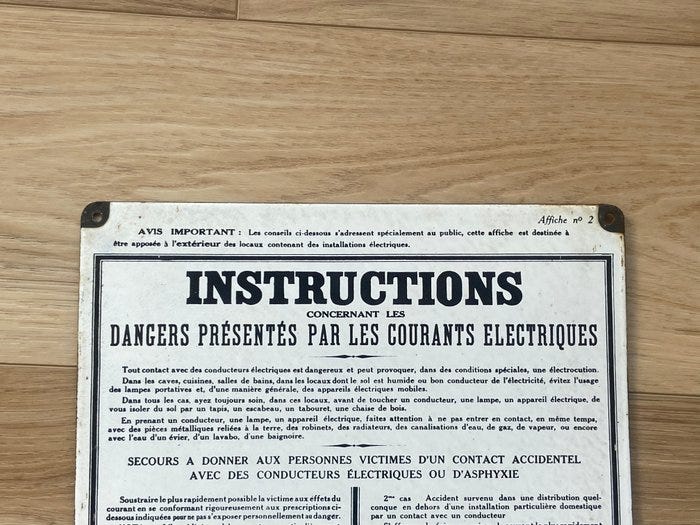 Affiche nº 2
AVIS IMPORTANT : Les conseils ci-dessous s'adressent spécialement au public, cette affiche est destinée à
être apposée à l'extérieur des locaux contenant des installations électriques.
INSTRUCTIONS
CONCERNANT LES
DANGERS PRÉSENTÉS PAR LES COURANTS ELECTRIQUES
Tout contact avec des conducteurs électriques est dangereux et peut provoquer, dans des conditions spéciales, une électrocution.
Dans les caves, cuisines, salles de bains, dans les locaux dont le sol est humide ou bon conducteur de l'électricité, évitez l'usage
des lampes portatives et, d'une manière générale, des appareils électriques mobiles.
Dans tous les cas, ayez toujours soin, dans ces locaux, avant de toucher un conducteur, une lampe, un appareil électrique, de
vous isoler du sol par un tapis, un escabeau, un tabouret, une chaise de bois.
En prenant un conducteur, une lampe, un appareil électrique, faites attention à ne pas entrer en contact, en même temps,
avec des pièces métalliques reliées à la terre, des robinets, des radiateurs, des canalisations d'eau, de gaz, de vapeur, ou encore
avec l'eau d'un évier, d'un lavabo, d'une baignoire.
SECOURS A DONNER AUX PERSONNES VICTIMES D'UN CONTACT ACCIDENTEL
AVEC DES CONDUCTEURS ÉLECTRIQUES OU D'ASPHYXIE
Soustraire le plus rapidement possible la victime aux effets du
courant en se conformant rigoureusement aux prescriptions ci-
dessous indiquées pour ne pas s'exposer personnellement au danger.
2me cas Accident survenu dans une distribution quel-
conque en dehors d'une installation particulière domestique
par un contact avec un conducteur